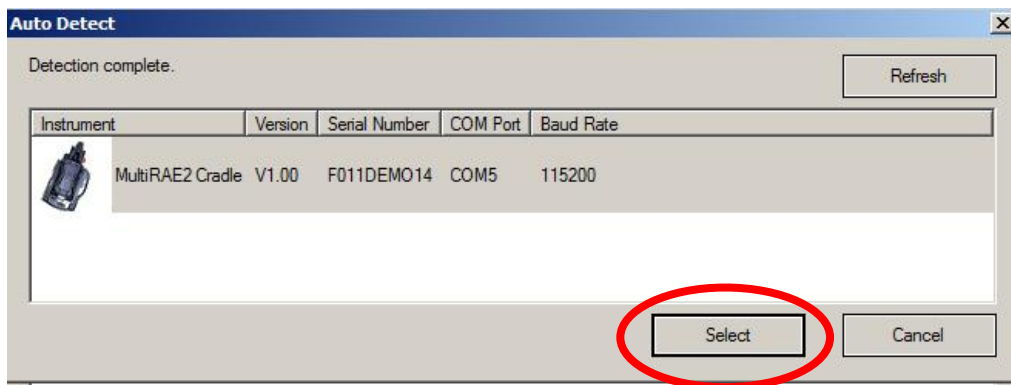 Auto Detect
Detection complete.
Refresh
Instrument Version Serial Number COM Port Baud Rate
MultiRAE2 Cradle V1.00 F011DEMO14 COM5 115200
Select Cancel